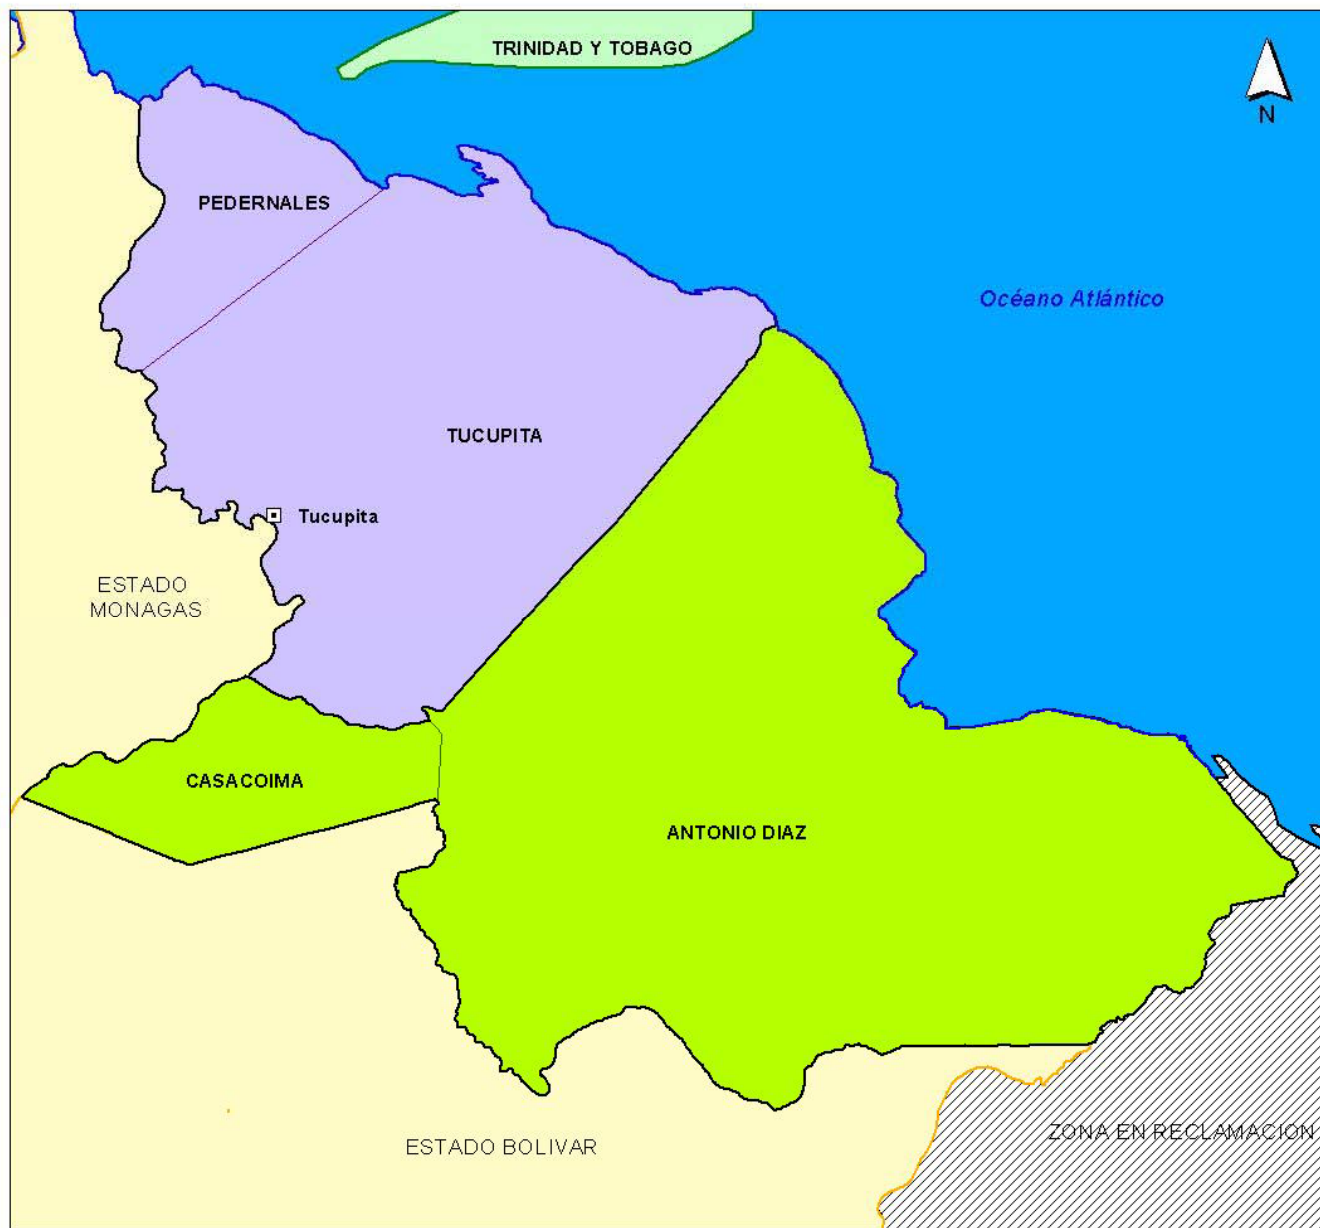 TRINIDAD Y TOBAGO
N
PEDERNALES
Océano Atlántico
TUCUPITA
Tucupita
ESTADO
MONAGAS
CASACOIMA
ANTONIO DIAZ
ESTADO BOLIVAR
ZONA EN RECLAMACION